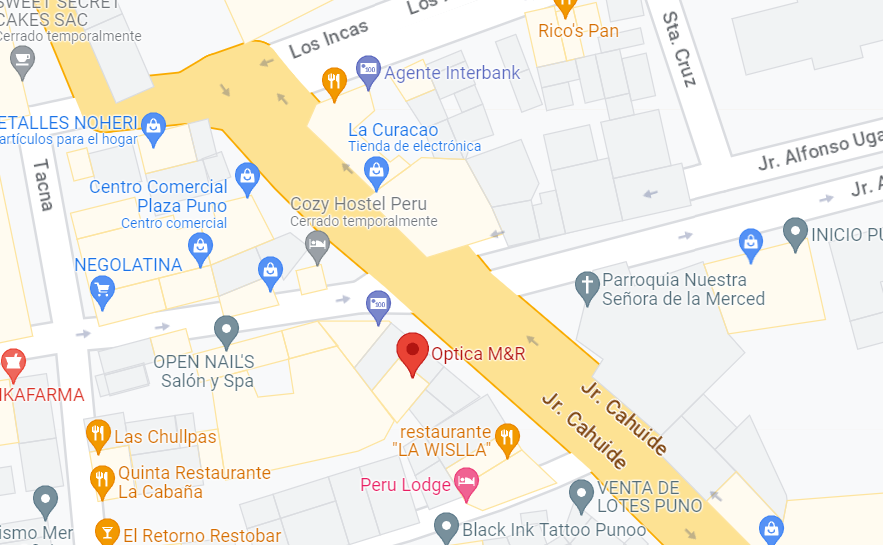 SWEET SECRET
CAKES SAC
Cerrado temporalmente
Los Incas
Los
Rico's Pan
Sta. Cruz
Agente Interbank
ETALLES NOHERI
artículos para el hogar
La Curacao
Tienda de electrónica
Jr. Alfonso Uga
Tacna
Centro Comercial
Plaza Puno
Centro comercial
Cozy Hostel Peru
Cerrado temporalmente
Jr. A
INICIO PU
NEGOLATINA
Parroquia Nuestra
Señora de la Merced
OPEN NAIL'S
Salón y Spa
Optica M&R
IKAFARMA
Jr. Cahuide
Jr. Cahuide
Las Chullpas
restaurante
"LA WISLLA"
Quinta Restaurante
La Cabaña
Peru Lodge
VENTA DE
LOTES PUNO
ismo Mer
El Retorno Restobar
Black Ink Tattoo Punoo